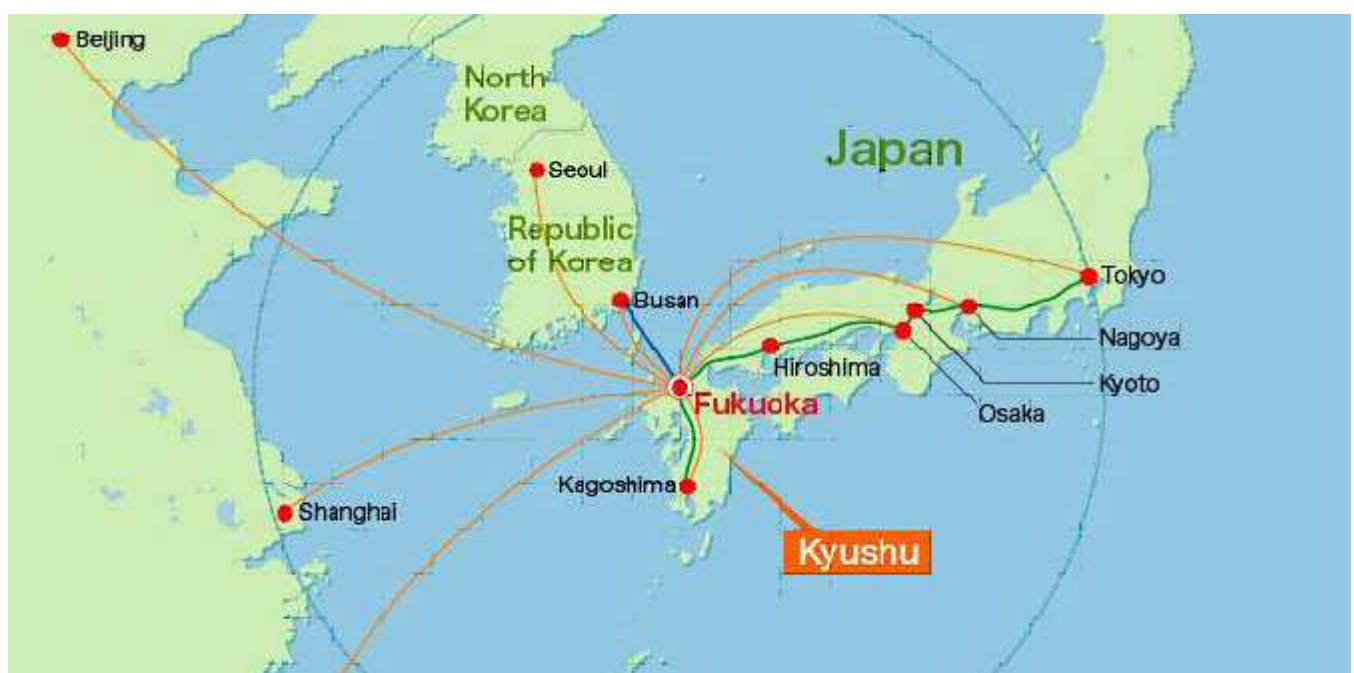 Beijing
North
Korea
Japan
Seoul
Republic
of Korea
Tokyo
Busan
Nagoya
Hiroshima
Kyoto
Fukuoka
Osaka
Kagoshima
Shanghai
Kyushu